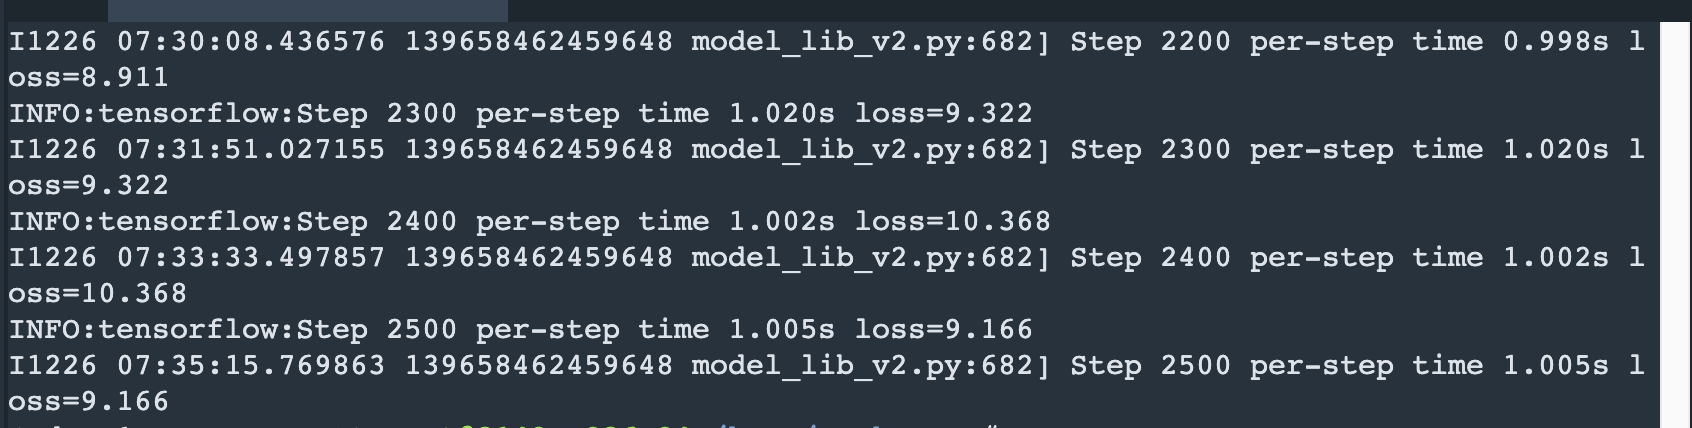 I1226 07:30:08.436576 139658462459648 model_lib_v2.py:682] Step 2200 per-step time 0.998s l
oss=8.911
INFO:tensorflow:Step 2300 per-step time 1.020s loss=9.322
I1226 07:31:51.027155 139658462459648 model_lib_v2.py:682] Step 2300 per-step time 1.020s l
oss=9.322
INFO:tensorflow:Step 2400 per-step time 1.002s loss=10.368
I1226 07:33:33.497857 139658462459648 model_lib_v2.py:682] Step 2400 per-step time 1.002s l
oss=10.368
INFO:tensorflow:Step 2500 per-step time 1.005s loss=9.166
I1226 07:35:15.769863 139658462459648 model_lib_v2.py:682] Step 2500 per-step time 1.005s l
oss=9.166